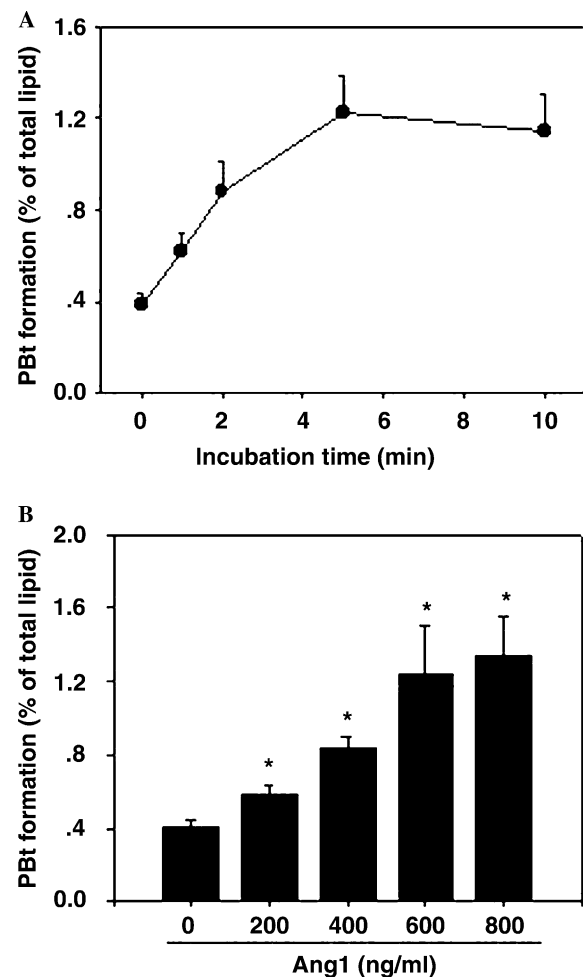 A
PBt formation (% of total lipid)
1.6
1.2
.8
.4
0.0
0 2 4 6 8 10
Incubation time (min)
B
PBt formation (% of total lipid)
2.0
1.6
1.2
.8
.4
0.0
* * * *
0 200 400 600 800
Ang1 (ng/ml)